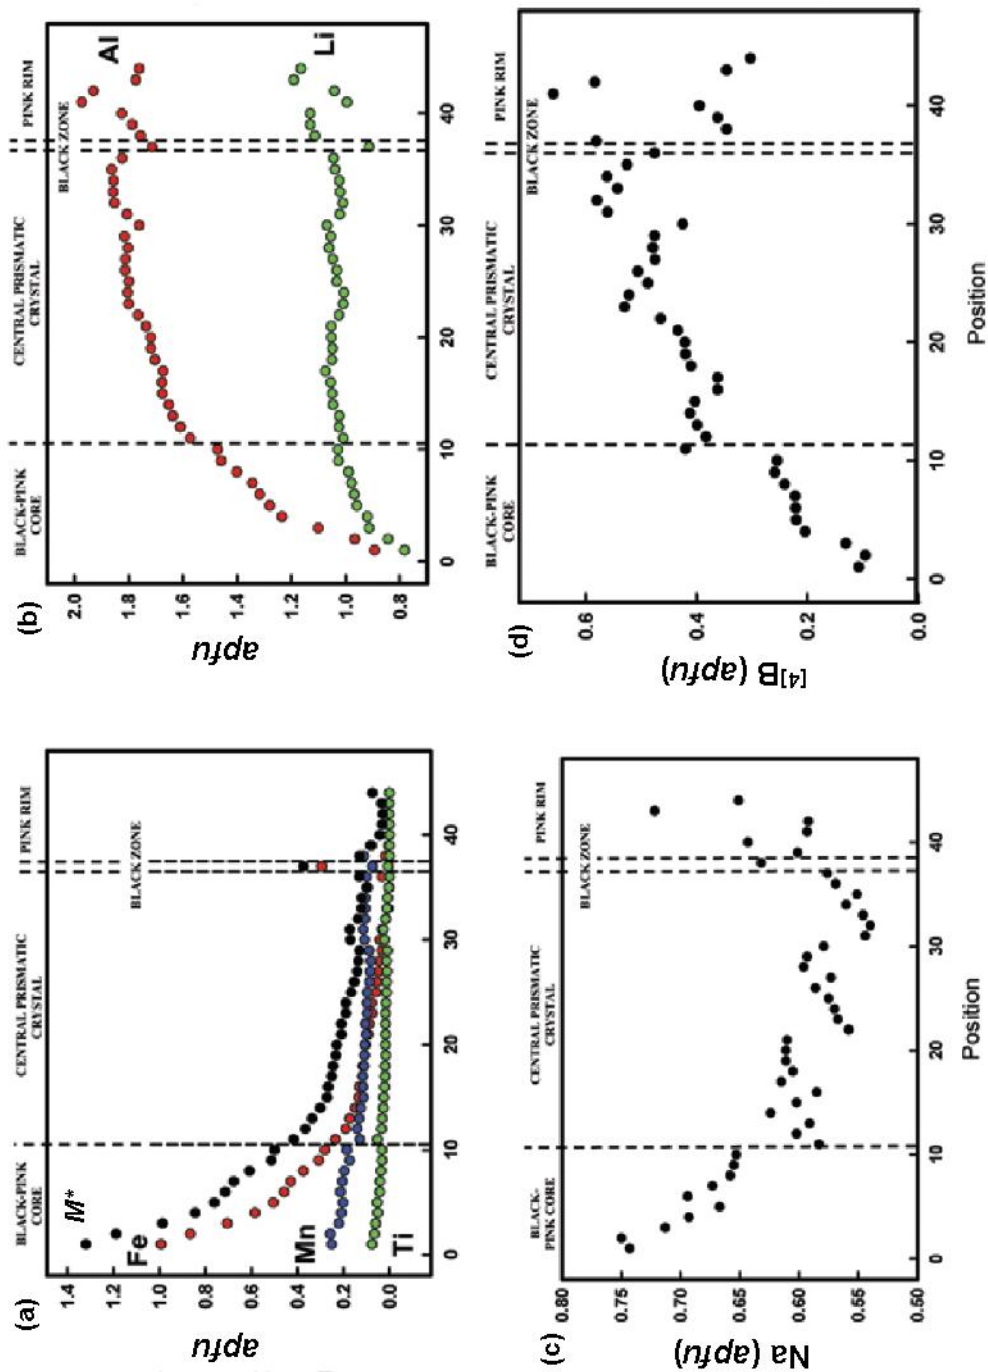 (a)
BLACK-PINK
CORE
CENTRAL PRISMATIC
CRYSTAL
PINK RIM
BLACK ZONE
M*
Fe
Mn
Ti
1.4
1.2
1.0
0.8
0.6
0.4
0.2
0.0
apfu
0
10
20
30
40
(b)
BLACK-PINK
CORE
CENTRAL PRISMATIC
CRYSTAL
BLACK ZONE
PINK RIM
Al
Li
2.0
1.8
1.6
1.4
1.2
1.0
0.8
apfu
0
10
20
30
40
(c)
BLACK-
PINK CORE
CENTRAL PRISMATIC
CRYSTAL
PINK RIM
BLACK ZONE
0.80
0.75
0.70
0.65
0.60
0.55
0.50
Na (apfu)
0
10
20
30
40
Position
(d)
BLACK-PINK
CORE
CENTRAL PRISMATIC
CRYSTAL
PINK RIM
BLACK ZONE
0.6
0.4
0.2
0.0
[4]B (apfu)
0
10
20
30
40
Position